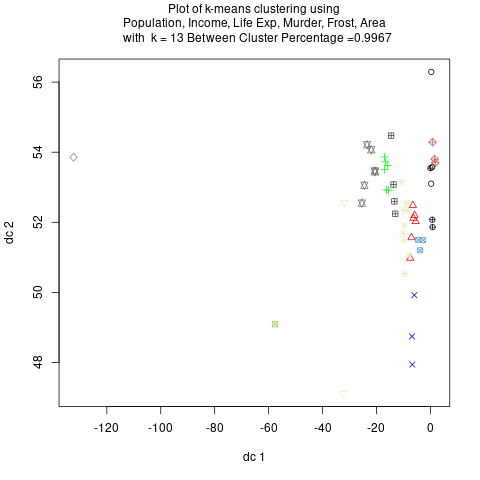 Plot of k-means clustering using
Population, Income, Life Exp, Murder, Frost, Area
with k = 13 Between Cluster Percentage =0.9967
56
54
52
50
48
dc 2
-120
-100
-80
-60
-40
-20
0
dc 1